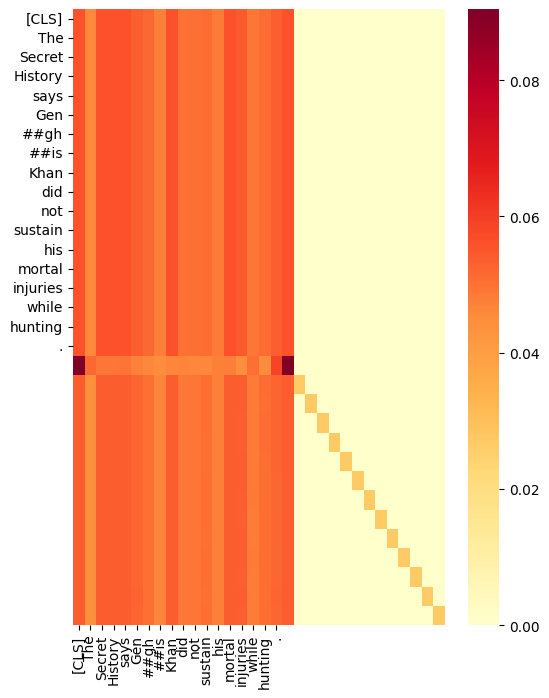 [CLS]
The
Secret
History
says
Gen
##gh
##is
Khan
did
not
sustain
his
mortal
injuries
while
hunting
.
0.08
0.06
0.04
0.02
0.00
[CLS]
The
Secret
History
says
Gen
##gh
##is
Khan
did
not
sustain
his
mortal
injuries
while
hunting
.